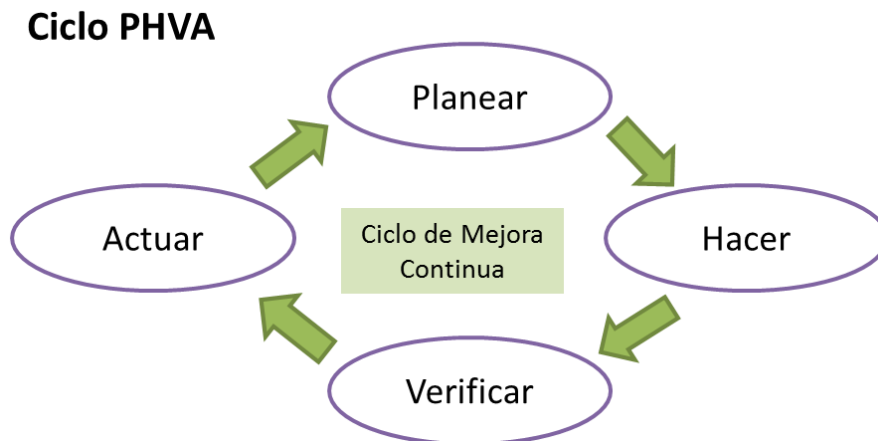 Ciclo PHVA
Planear
Actuar
Ciclo de Mejora
Continua
Hacer
Verificar